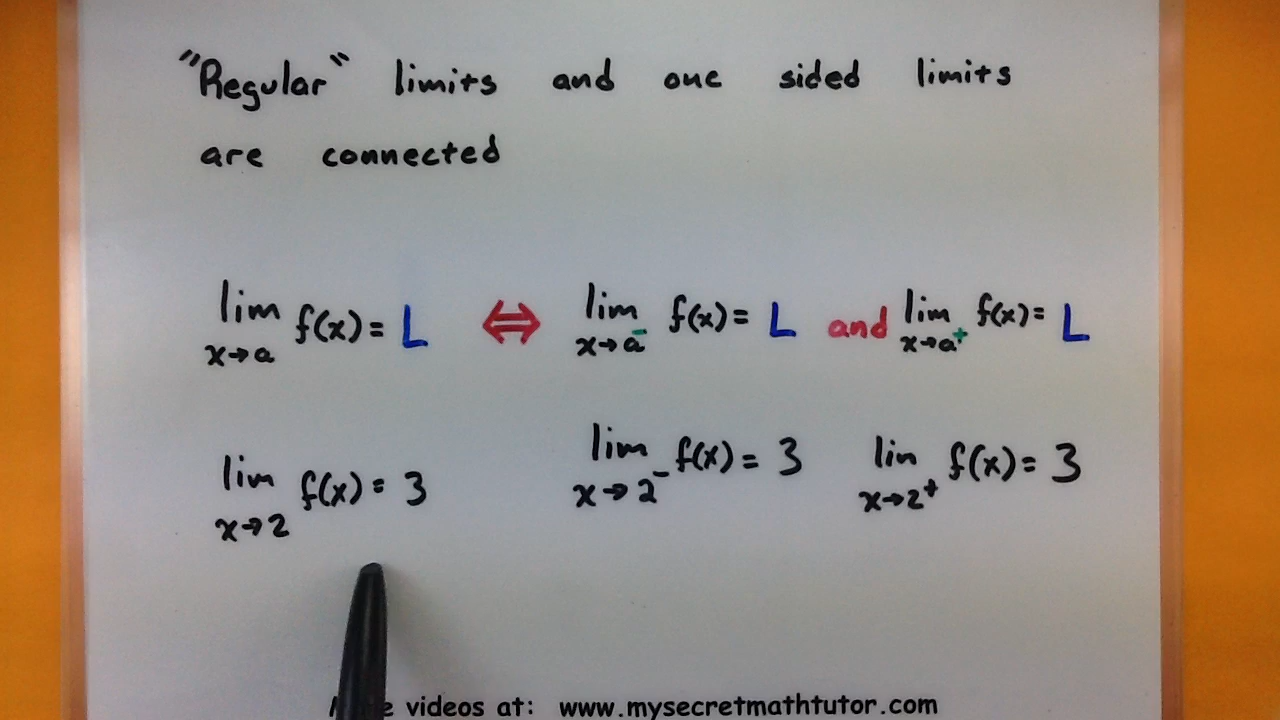 "Regular" limits and one sided limits
are connected
lim x→a f(x) = L ⇔ lim x→a⁻ f(x) = L and lim x→a⁺ f(x) = L
lim x→2 f(x) = 3 lim x→2⁻ f(x) = 3 lin x→2⁺ f(x) = 3
videos at: www.mysecretmathtutor.com